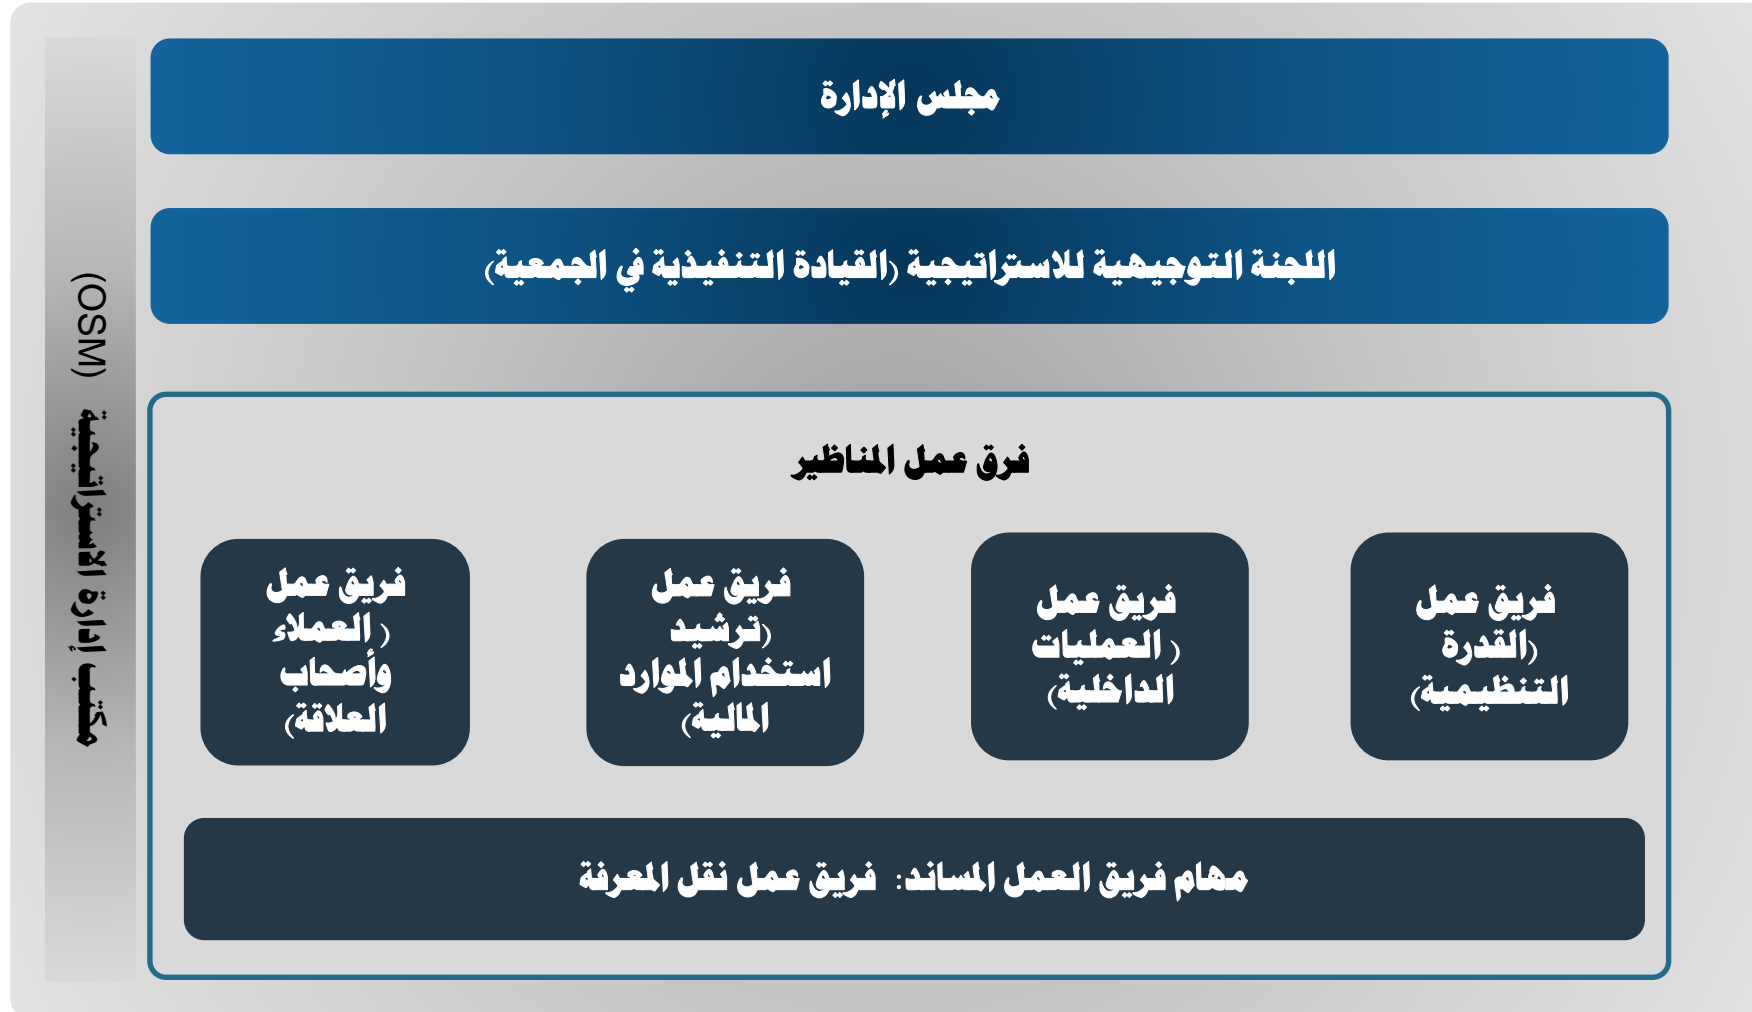 مجلس الإدارة
اللجنة التوجيهية للاستراتيجية (القيادة التنفيذية في الجمعية)
فرق عمل المناظير
فريق عمل
(القدرة
التنظيمية)
فريق عمل
( العمليات
الداخلية)
فريق عمل
(ترشيد
استخدام الموارد
المالية)
فريق عمل
( العملاء
وأصحاب
العلاقة)
مهام فريق العمل المساند: فريق عمل نقل المعرفة
مكتب إدارة الاستراتيجية (OSM)